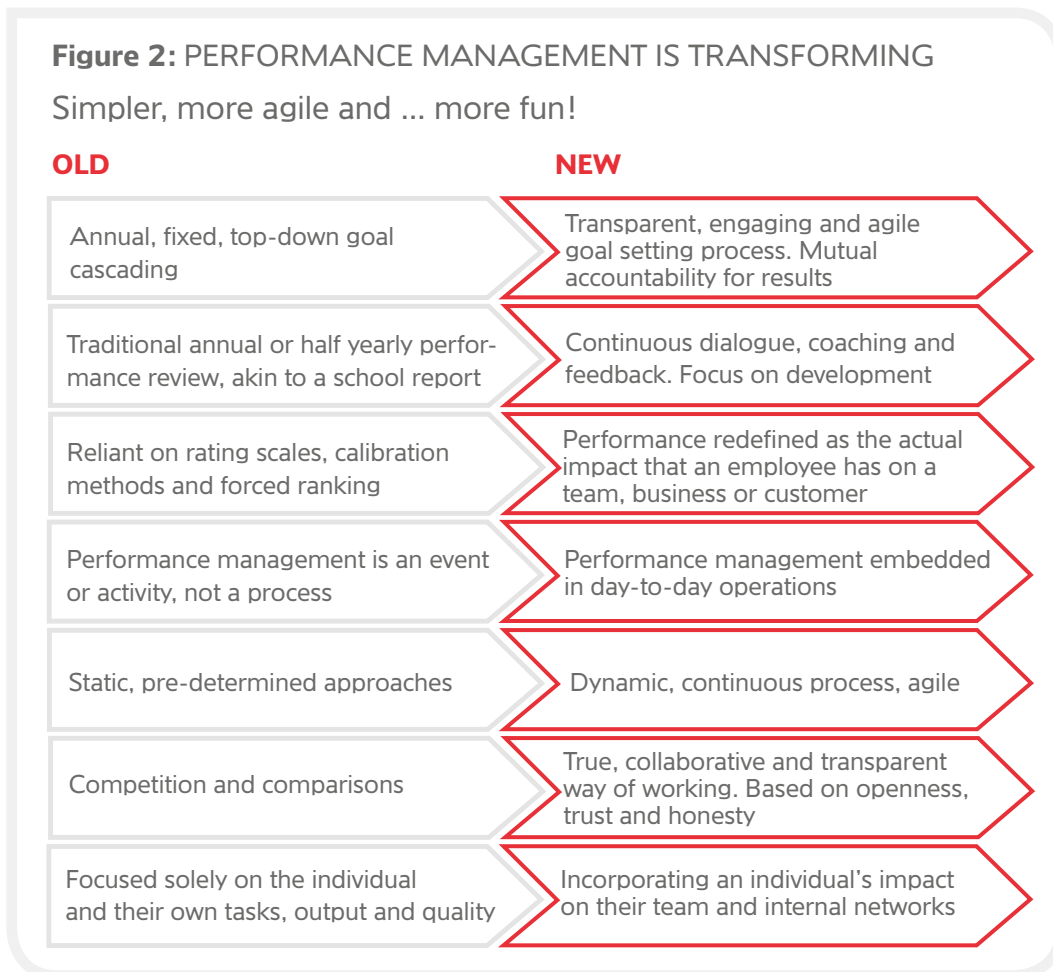 Figure 2: PERFORMANCE MANAGEMENT IS TRANSFORMING
Simpler, more agile and ... more fun!
OLD
NEW
Annual, fixed, top-down goal
cascading
Transparent, engaging and agile
goal setting process. Mutual
accountability for results
Traditional annual or half yearly perfor-
mance review, akin to a school report
Continuous dialogue, coaching and
feedback. Focus on development
Reliant on rating scales, calibration
methods and forced ranking
Performance redefined as the actual
impact that an employee has on a
team, business or customer
Performance management is an event
or activity, not a process
Performance management embedded
in day-to-day operations
Static, pre-determined approaches
Dynamic, continuous process, agile
Competition and comparisons
True, collaborative and transparent
way of working. Based on openness,
trust and honesty
Focused solely on the individual
and their own tasks, output and quality
Incorporating an individual's impact
on their team and internal networks